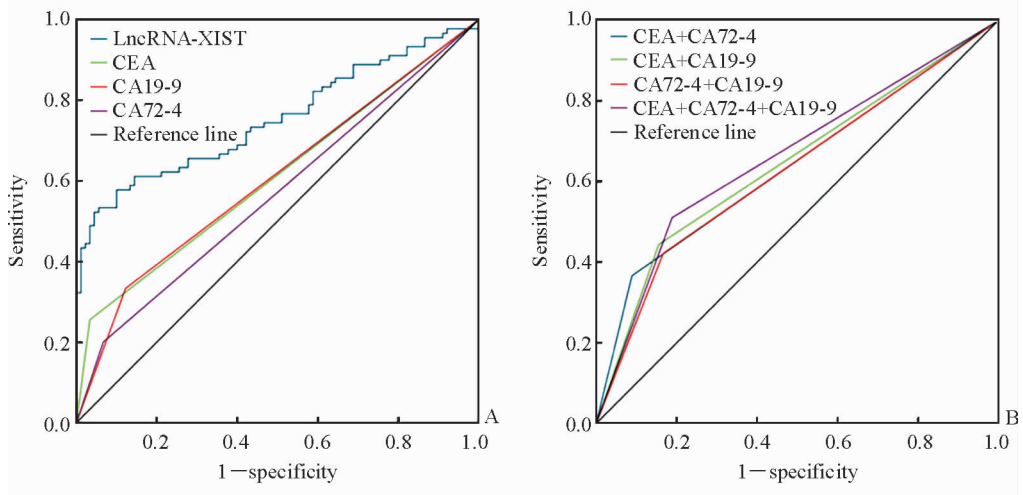 1.0
0.8
0.6
0.4
0.2
0.0
Sensitivity
LncRNA-XIST
CEA
CA19-9
CA72-4
Reference line
0.2
0.4
0.6
0.8
1.0
1－specificity
A
1.0
0.8
0.6
0.4
0.2
0.0
Sensitivity
CEA+CA72-4
CEA+CA19-9
CA72-4+CA19-9
CEA+CA72-4+CA19-9
Reference line
0.2
0.4
0.6
0.8
1.0
1－specificity
B